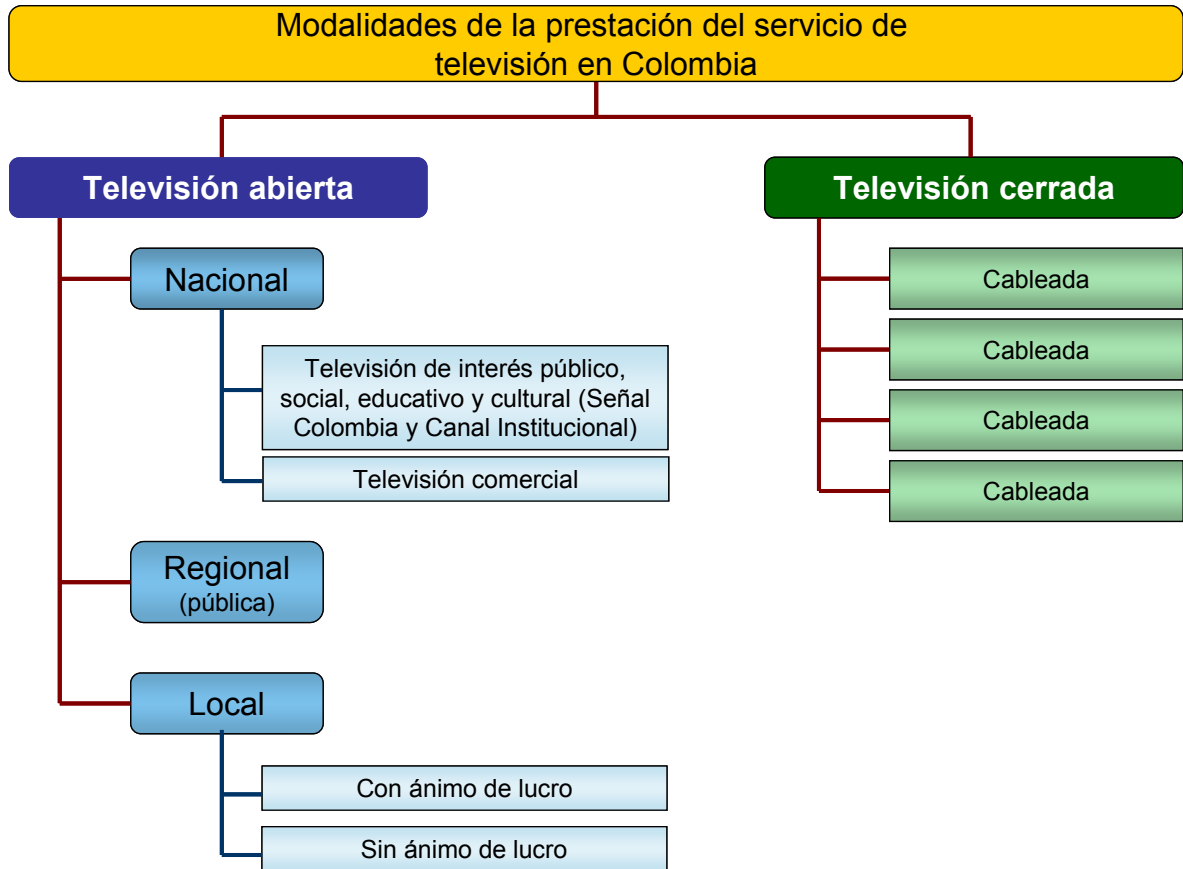 Modalidades de la prestación del servicio de
televisión en Colombia
Televisión abierta
Nacional
Televisión de interés público,
social, educativo y cultural (Señal
Colombia y Canal Institucional)
Televisión comercial
Regional
(pública)
Local
Con ánimo de lucro
Sin ánimo de lucro
Televisión cerrada
Cableada
Cableada
Cableada
Cableada